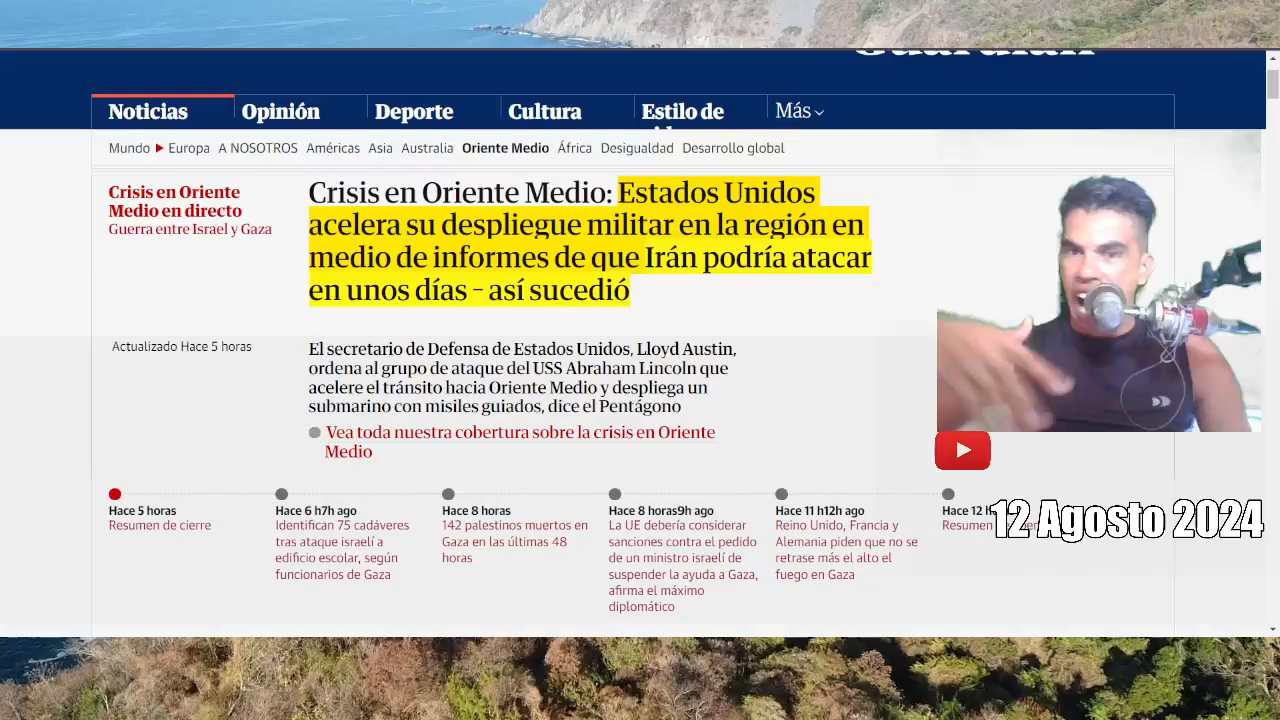 Guardian
Noticias
Opinión
Deporte
Cultura
Estilo de
Más
Mundo Europa A NOSOTROS Américas Asia Australia Oriente Medio África Desigualdad Desarrollo global
Crisis en Oriente
Medio en directo
Guerra entre Israel y Gaza
Crisis en Oriente Medio: Estados Unidos
acelera su despliegue militar en la región en
medio de informes de que Irán podría atacar
en unos días – así sucedió
Actualizado Hace 5 horas
El secretario de Defensa de Estados Unidos, Lloyd Austin,
ordena al grupo de ataque del USS Abraham Lincoln que
acelere el tránsito hacia Oriente Medio y despliega un
submarino con misiles guiados, dice el Pentágono
Vea toda nuestra cobertura sobre la crisis en Oriente
Medio
Hace 5 horas
Resumen de cierre
Hace 6 h7h ago
Identifican 75 cadáveres
tras ataque israelí a
edificio escolar, según
funcionarios de Gaza
Hace 8 horas
142 palestinos muertos en
Gaza en las últimas 48
horas
Hace 8 horas9h ago
La UE debería considerar
sanciones contra el pedido
de un ministro israelí de
suspender la ayuda a Gaza,
afirma el máximo
diplomático
Hace 11 h12h ago
Reino Unido, Francia y
Alemania piden que no se
retrase más el alto el
fuego en Gaza
Hace 12 h
Resumen
12 Agosto 2024